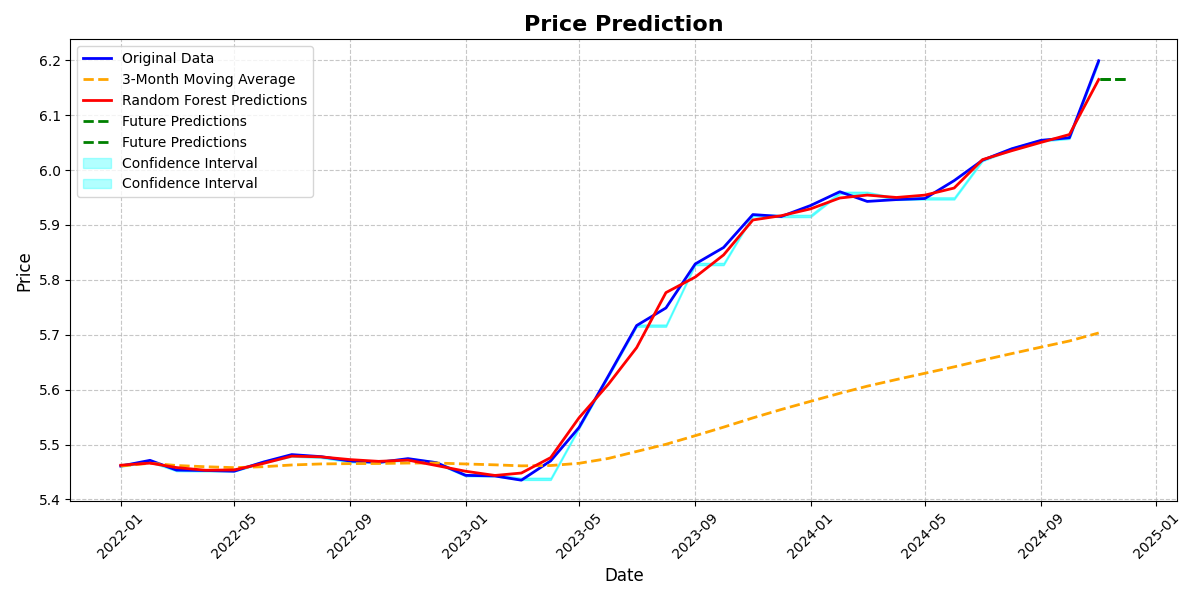 Price Prediction
Original Data
3-Month Moving Average
Random Forest Predictions
Future Predictions
Future Predictions
Confidence Interval
Confidence Interval
6.2
6.1
6.0
5.9
5.8
5.7
5.6
5.5
5.4
Price
2022-01
2022-05
2022-09
2023-01
2023-05
2023-09
2024-01
2024-05
2024-09
2025-01
Date